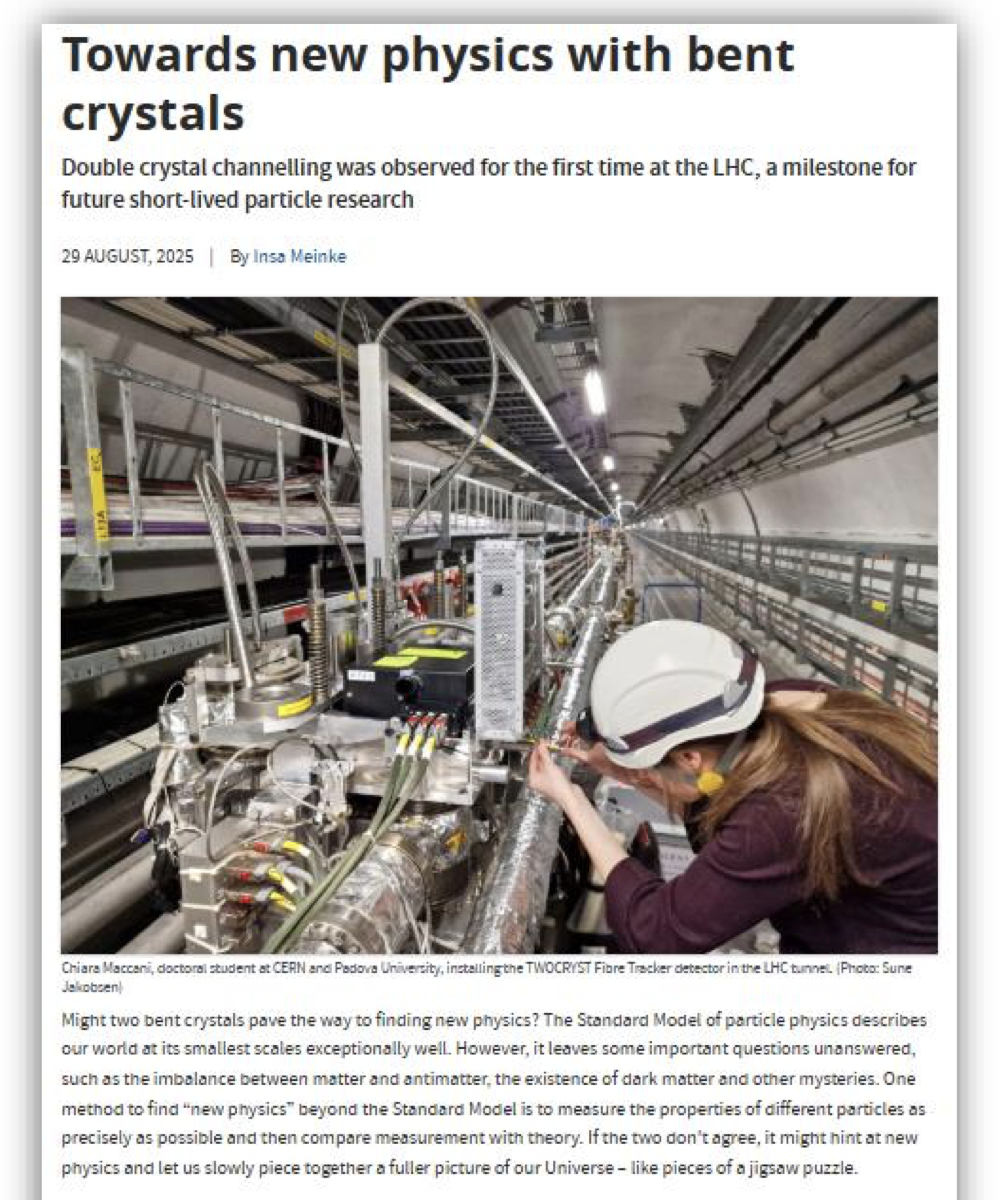 Towards new physics with bent
crystals
Double crystal channelling was observed for the first time at the LHC, a milestone for
future short-lived particle research
29 AUGUST, 2025 | By Insa Meinke
Chiara Maccani, doctoral student at CERN and Padova University, installing the TWOCRYST Fibre Tracker detector in the LHC tunnel. (Photo: Sune
Jakobsen)
Might two bent crystals pave the way to finding new physics? The Standard Model of particle physics describes
our world at its smallest scales exceptionally well. However, it leaves some important questions unanswered,
such as the imbalance between matter and antimatter, the existence of dark matter and other mysteries. One
method to find “new physics” beyond the Standard Model is to measure the properties of different particles as
precisely as possible and then compare measurement with theory. If the two don’t agree, it might hint at new
physics and let us slowly piece together a fuller picture of our Universe – like pieces of a jigsaw puzzle.